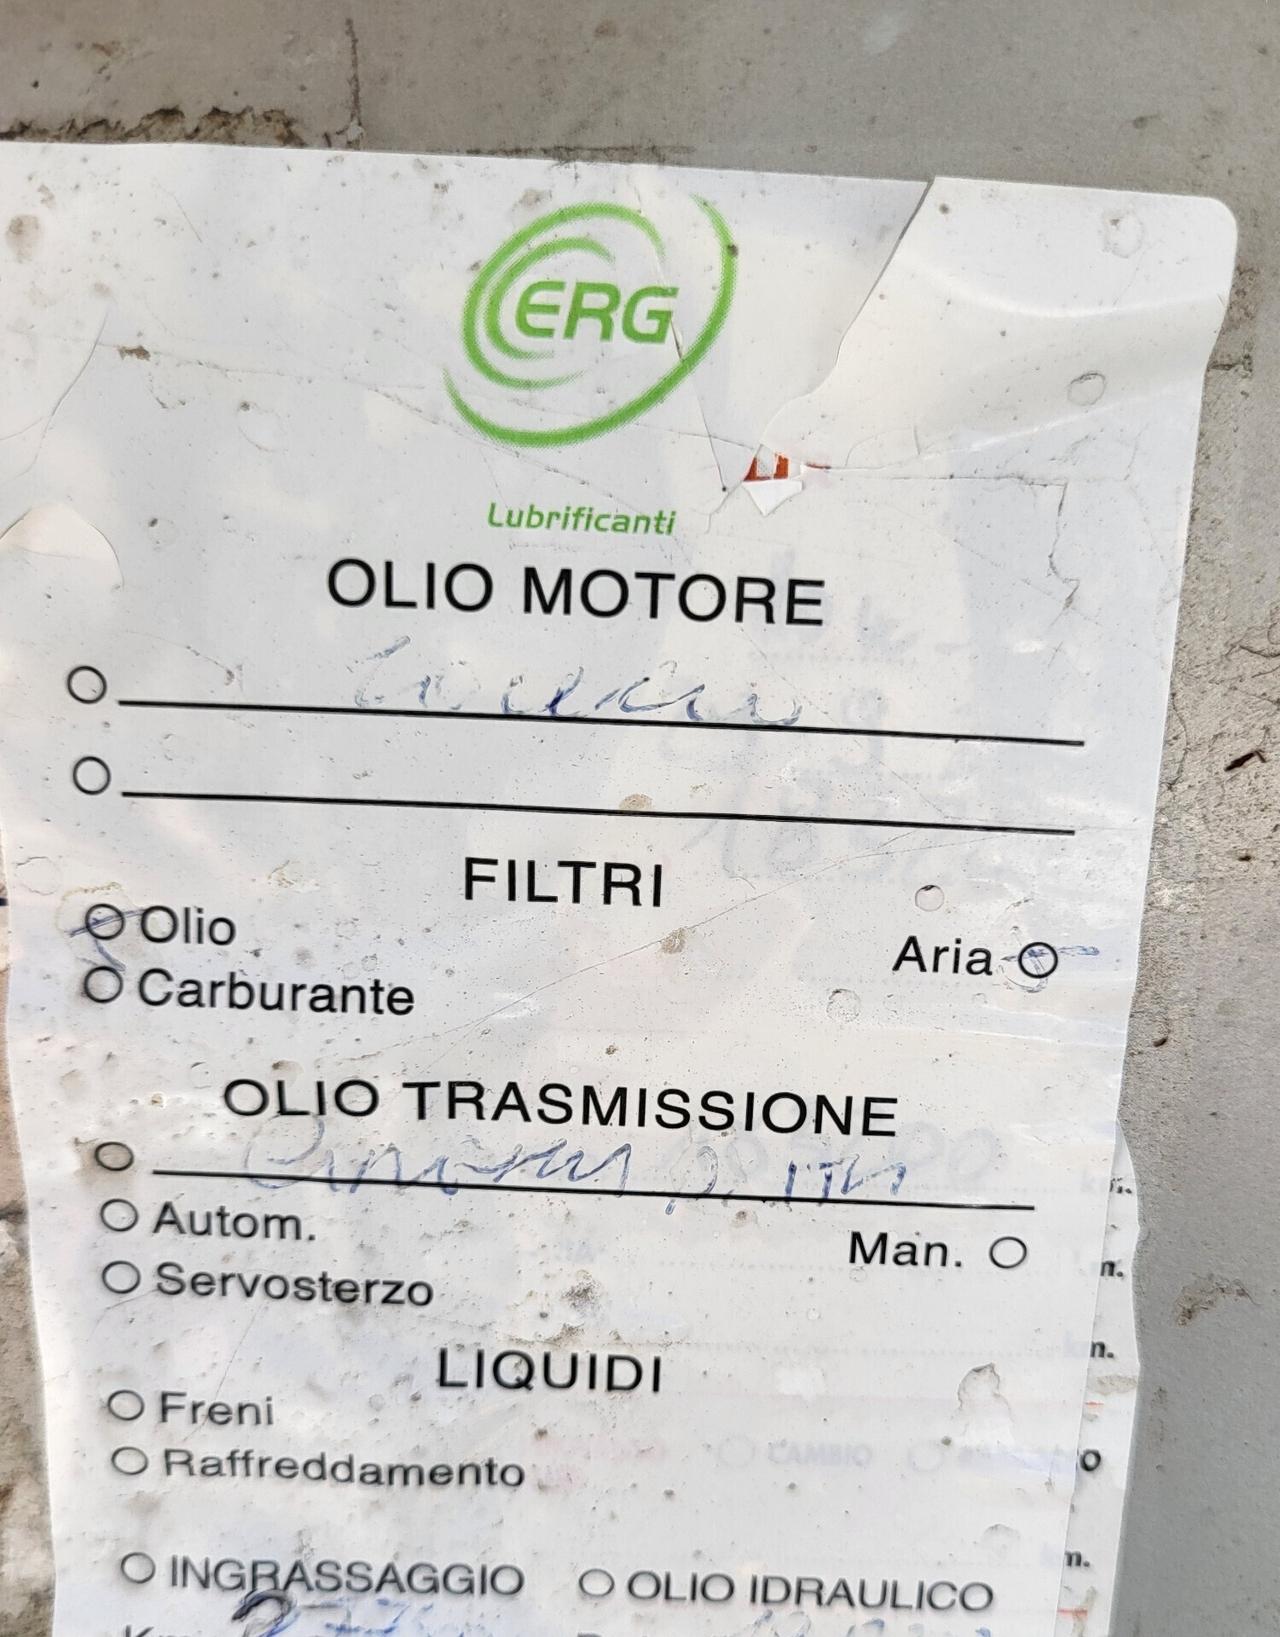 ERG
Lubrificanti
OLIO MOTORE
FILTRI
Olio
Aria
Carburante
OLIO TRASMISSIONE
Autom.
Man.
Servosterzo
LIQUIDI
Freni
Raffreddamento
INGRASSAGGIO OLIO IDRAULICO